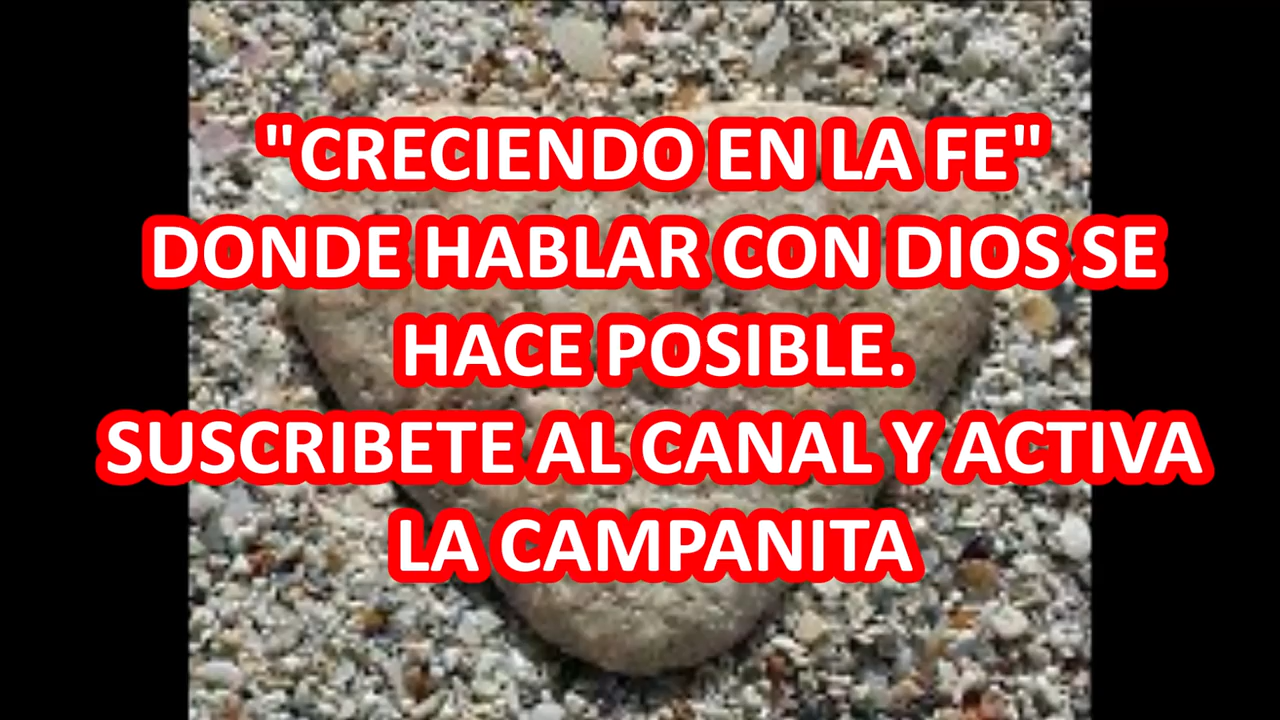 "CRECIENDO EN LA FE"
DONDE HABLAR CON DIOS SE
HACE POSIBLE.
SUSCRIBETE AL CANAL Y ACTIVA
LA CAMPANITA